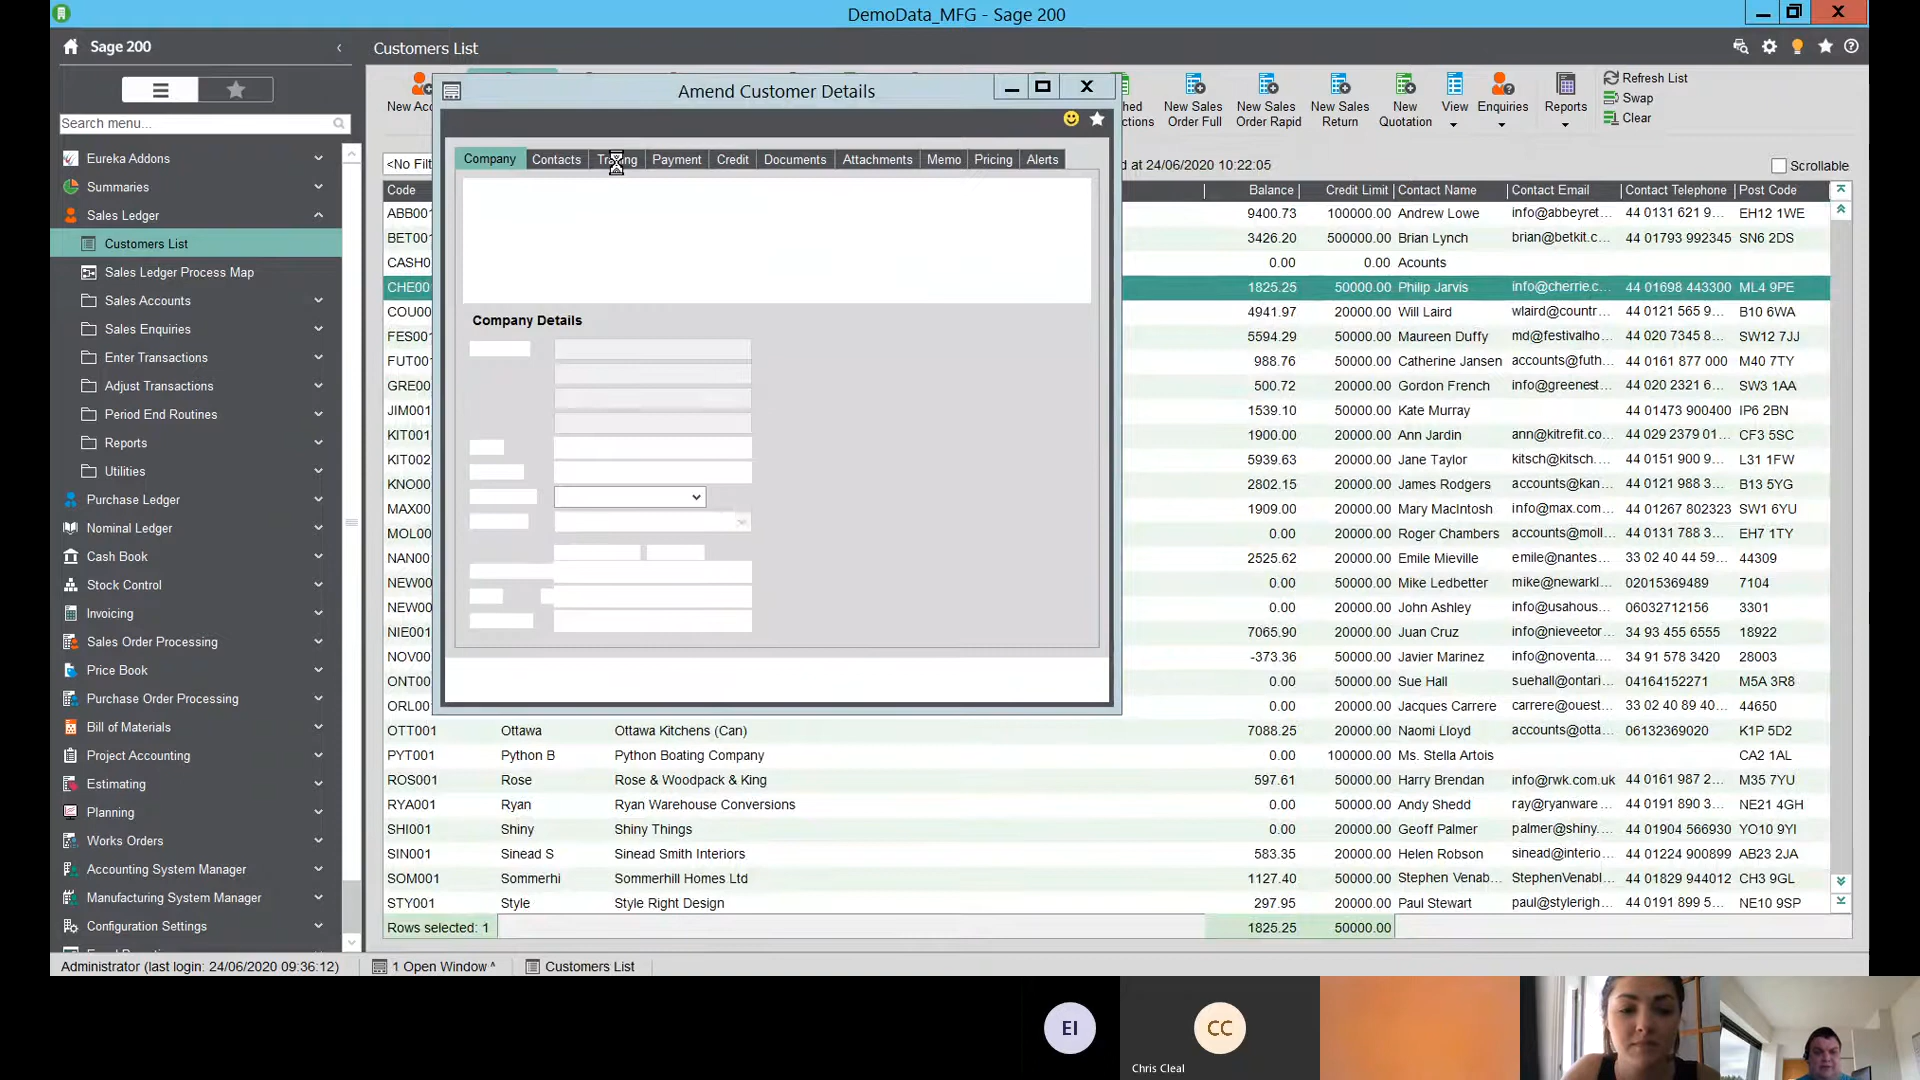 DemoData_MFG - Sage 200
Sage 200
Customers List
Search menu...
Eureka Addons
Summaries
Sales Ledger
Customers List
Sales Ledger Process Map
Sales Accounts
Sales Enquiries
Enter Transactions
Adjust Transactions
Period End Routines
Reports
Utilities
Purchase Ledger
Nominal Ledger
Cash Book
Stock Control
Invoicing
Sales Order Processing
Price Book
Purchase Order Processing
Bill of Materials
Project Accounting
Estimating
Planning
Works Orders
Accounting System Manager
Manufacturing System Manager
Configuration Settings
New Acc
New Sales Order Full
New Sales Order Rapid
New Sales Return
New Quotation
View
Enquiries
Reports
Refresh List
Swap
Clear
Amend Customer Details
Company Contacts Trading Payment Credit Documents Attachments Memo Pricing Alerts
Company Details
<No Filt
d at 24/06/2020 10:22:05
Scrollable
Code Balance Credit Limit Contact Name Contact Email Contact Telephone Post Code
ABB001 9400.73 100000.00 Andrew Lowe info@abbeyret... 44 0131 621 9... EH12 1WE
BET001 3426.20 500000.00 Brian Lynch brian@betkit.c... 44 01793 992345 SN6 2DS
CASH0 0.00 0.00 Acounts
CHE00 1825.25 50000.00 Philip Jarvis info@cherrie.c... 44 01698 443300 ML4 9PE
COU00 4941.97 20000.00 Will Laird wlaird@countr... 44 0121 565 9... B10 6WA
FES00 5594.29 50000.00 Maureen Duffy md@festivalho... 44 020 7345 8... SW12 7JJ
FUT00 988.76 50000.00 Catherine Jansen accounts@futh... 44 0161 877 000 M40 7TY
GRE00 500.72 20000.00 Gordon French info@greenest... 44 020 2321 6... SW3 1AA
JIM001 1539.10 50000.00 Kate Murray 44 01473 900400 IP6 2BN
KIT001 1900.00 20000.00 Ann Jardin ann@kitrefit.co... 44 029 2379 01... CF3 5SC
KIT002 5939.63 20000.00 Jane Taylor kitsch@kitsch.... 44 0151 900 9... L31 1FW
KNO00 2802.15 20000.00 James Rodgers accounts@kan... 44 0121 988 3... B13 5YG
MAX00 1909.00 20000.00 Mary MacIntosh info@max.com... 44 01267 802323 SW1 6YU
MOL00 0.00 20000.00 Roger Chambers accounts@moll... 44 0131 788 3... EH7 1TY
NAN00 2525.62 20000.00 Emile Mieville emile@nantes... 33 02 40 44 59... 44309
NEW00 0.00 50000.00 Mike Ledbetter mike@newarkl... 02015369489 7104
NEW00 0.00 20000.00 John Ashley info@usahous... 06032712156 3301
NIE001 7065.90 20000.00 Juan Cruz info@nieveetor... 34 93 455 6555 18922
NOV00 -373.36 50000.00 Javier Marinez info@noventa... 34 91 578 3420 28003
ONT00 0.00 50000.00 Sue Hall suehall@ontari... 04164152271 M5A 3R8
ORL00 0.00 20000.00 Jacques Carrere carrere@ouest... 33 02 40 89 40... 44650
OTT001 Ottawa Ottawa Kitchens (Can) 7088.25 20000.00 Naomi Lloyd accounts@otta... 06132369020 K1P 5D2
PYT001 Python B Python Boating Company 0.00 100000.00 Ms. Stella Artois CA2 1AL
ROS001 Rose Rose & Woodpack & King 597.61 50000.00 Harry Brendan info@rwk.com.uk 44 0161 987 2... M35 7YU
RYA001 Ryan Ryan Warehouse Conversions 0.00 50000.00 Andy Shedd ray@ryanware... 44 0191 890 3... NE21 4GH
SHI001 Shiny Shiny Things 0.00 20000.00 Geoff Palmer palmer@shiny.... 44 01904 566930 YO10 9YI
SIN001 Sinead S Sinead Smith Interiors 583.35 20000.00 Helen Robson sinead@interio... 44 01224 900899 AB23 2JA
SOM001 Sommerhi Sommerhill Homes Ltd 1127.40 50000.00 Stephen Venab... StephenVenabl... 44 01829 944012 CH3 9GL
STY001 Style Style Right Design 297.95 20000.00 Paul Stewart paul@stylerigh... 44 0191 899 5... NE10 9SP
Rows selected: 1 1825.25 50000.00
Administrator (last login: 24/06/2020 09:36:12) 1 Open Window ^ Customers List
EI
CC
Chris Cleal